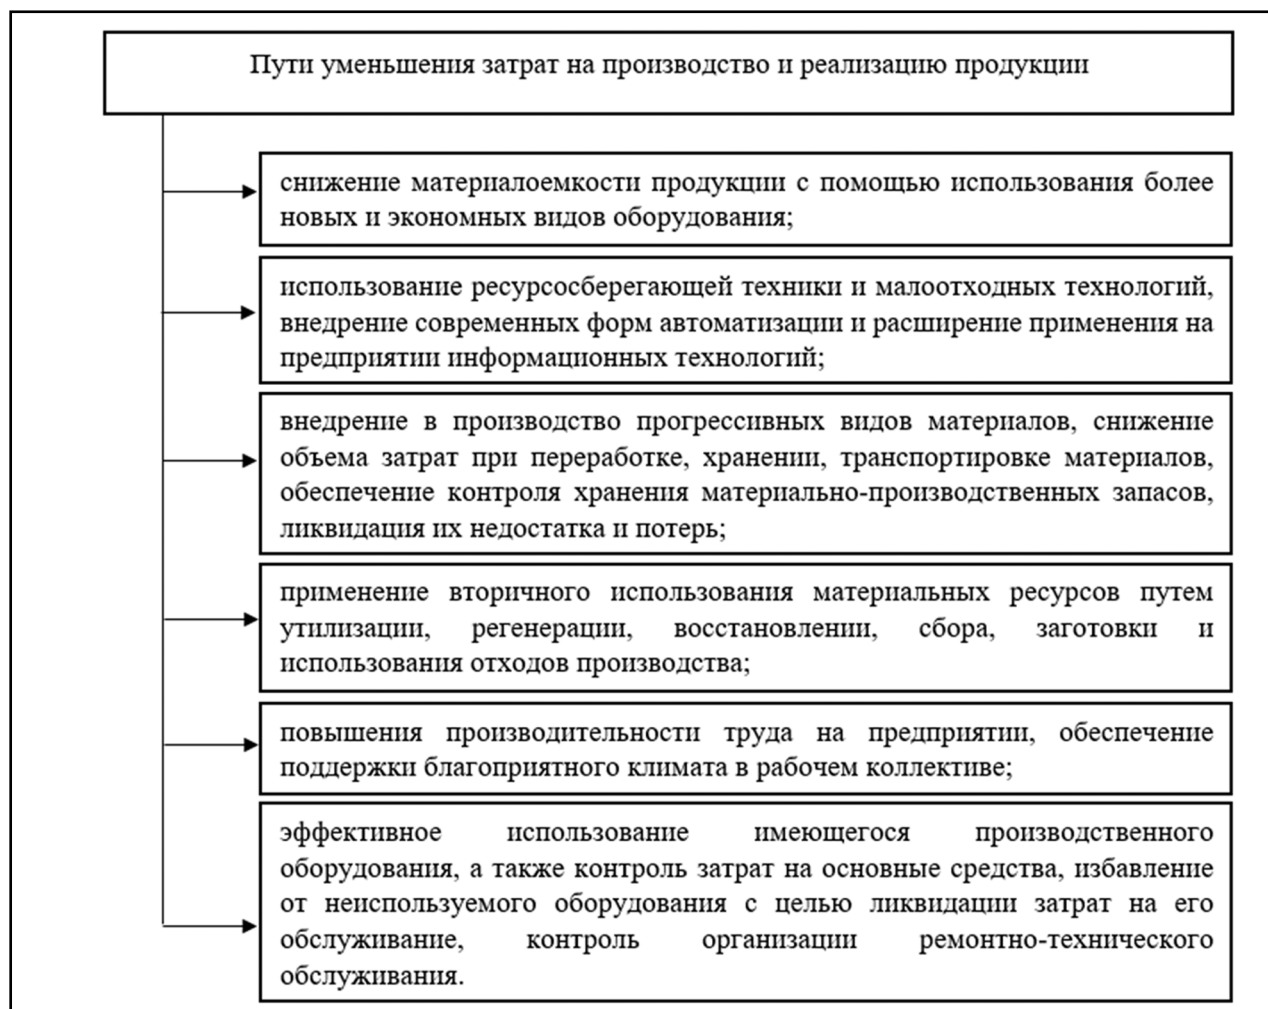 Пути уменьшения затрат на производство и реализацию продукции
снижение материалоемкости продукции с помощью использования более
новых и экономных видов оборудования;
использование ресурсосберегающей техники и малоотходных технологий,
внедрение современных форм автоматизации и расширение применения на
предприятии информационных технологий;
внедрение в производство прогрессивных видов материалов, снижение
объема затрат при переработке, хранении, транспортировке материалов,
обеспечение контроля хранения материально-производственных запасов,
ликвидация их недостатка и потерь;
применение вторичного использования материальных ресурсов путем
утилизации, регенерации, восстановлении, сбора, заготовки и
использования отходов производства;
повышения производительности труда на предприятии, обеспечение
поддержки благоприятного климата в рабочем коллективе;
эффективное использование имеющегося производственного
оборудования, а также контроль затрат на основные средства, избавление
от неиспользуемого оборудования с целью ликвидации затрат на его
обслуживание, контроль организации ремонтно-технического
обслуживания.